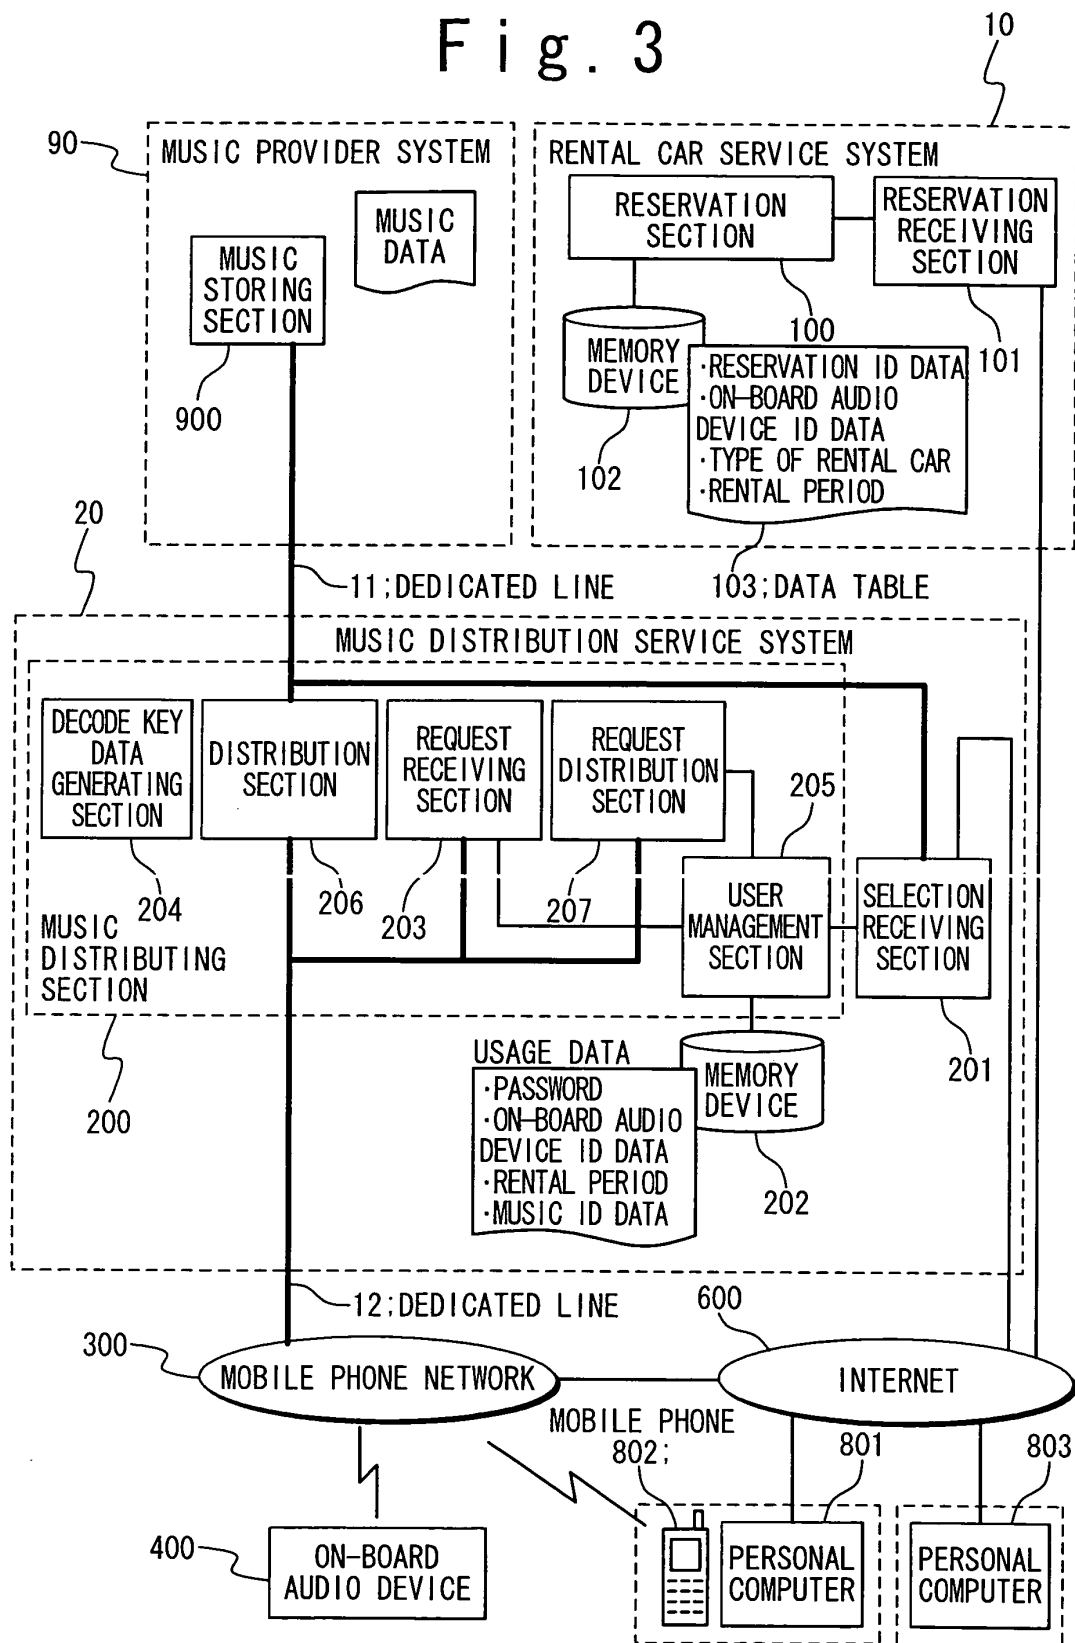 Fig. 3
10
90
MUSIC PROVIDER SYSTEM
MUSIC
DATA
MUSIC
STORING
SECTION
900
RENTAL CAR SERVICE SYSTEM
RESERVATION
SECTION
RESERVATION
RECEIVING
SECTION
100
101
MEMORY
DEVICE
102
·RESERVATION ID DATA
·ON-BOARD AUDIO
DEVICE ID DATA
·TYPE OF RENTAL CAR
·RENTAL PERIOD
103;DATA TABLE
20
11;DEDICATED LINE
MUSIC DISTRIBUTION SERVICE SYSTEM
DECODE KEY
DATA
GENERATING
SECTION
DISTRIBUTION
SECTION
REQUEST
RECEIVING
SECTION
REQUEST
DISTRIBUTION
SECTION
205
204
206
203
207
USER
MANAGEMENT
SECTION
SELECTION
RECEIVING
SECTION
MUSIC
DISTRIBUTING
SECTION
200
201
USAGE DATA
·PASSWORD
·ON-BOARD AUDIO
DEVICE ID DATA
·RENTAL PERIOD
·MUSIC ID DATA
MEMORY
DEVICE
202
12;DEDICATED LINE
600
300
MOBILE PHONE NETWORK
INTERNET
MOBILE PHONE
802;
801
803
400
ON-BOARD
AUDIO DEVICE
PERSONAL
COMPUTER
PERSONAL
COMPUTER